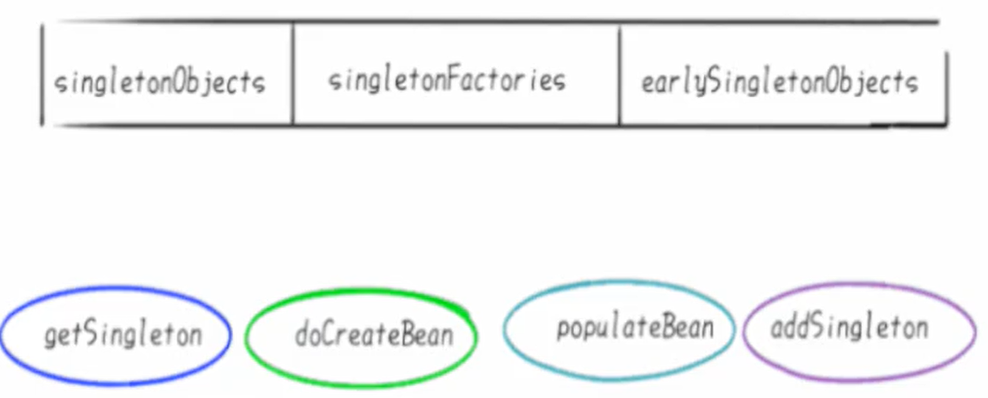 singletonObjects singletonFactories earlySingletonObjects
getSingleton doCreateBean populateBean addSingleton